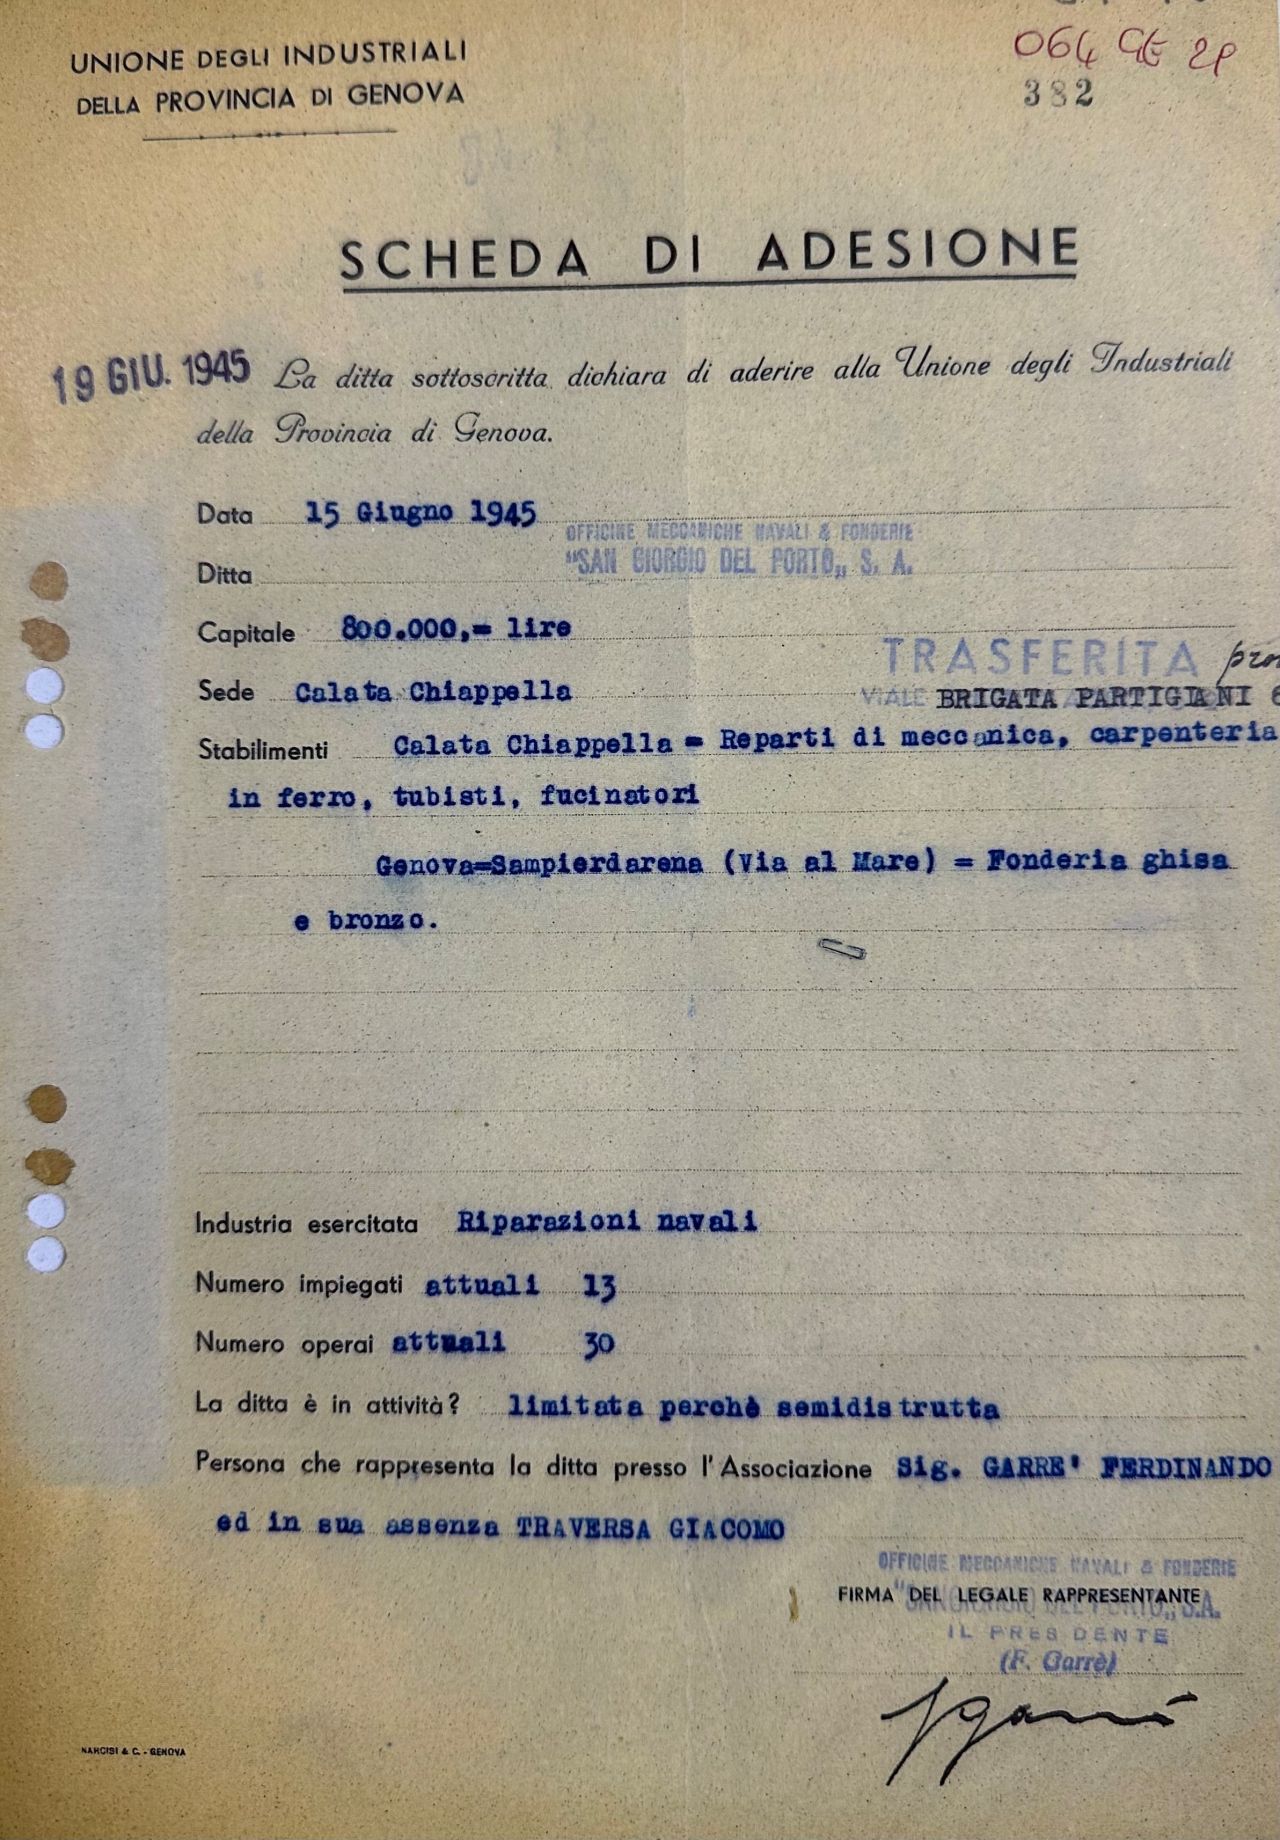 UNIONE DEGLI INDUSTRIALI
DELLA PROVINCIA DI GENOVA
064 GE 2P
382
SCHEDA DI ADESIONE
19 GIU. 1945
La ditta sottoscritta dichiara di aderire alla Unione degli Industriali
della Provincia di Genova.
Data 15 Giugno 1945
OFFICINE MECCANICHE NAVALI & FONDERIE
Ditta "SAN GIORGIO DEL PORTO„ S. A.
Capitale 800.000,= lire
TRASFERITA
Sede Calata Chiappella
VIALE BRIGATA PARTIGIANI 6
Stabilimenti Calata Chiappella = Reparti di meccanica, carpenteria
in ferro, tubisti, fucinatori
Genova=Sampierdarena (Via al Mare) = Fonderia ghisa
e bronzo.
Industria esercitata Riparazioni navali
Numero impiegati attuali 13
Numero operai attuali 30
La ditta è in attività? limitata perchè semidistrutta
Persona che rappresenta la ditta presso l'Associazione Sig. GARRE' FERDINANDO
ed in sua assenza TRAVERSA GIACOMO
OFFICINE MECCANICHE NAVALI & FONDERIE
FIRMA DEL LEGALE RAPPRESENTANTE
"SAN GIORGIO DEL PORTO„ S.A.
IL PRESIDENTE
(F. Garrè)
FGarrè
NARCISI & C. - GENOVA